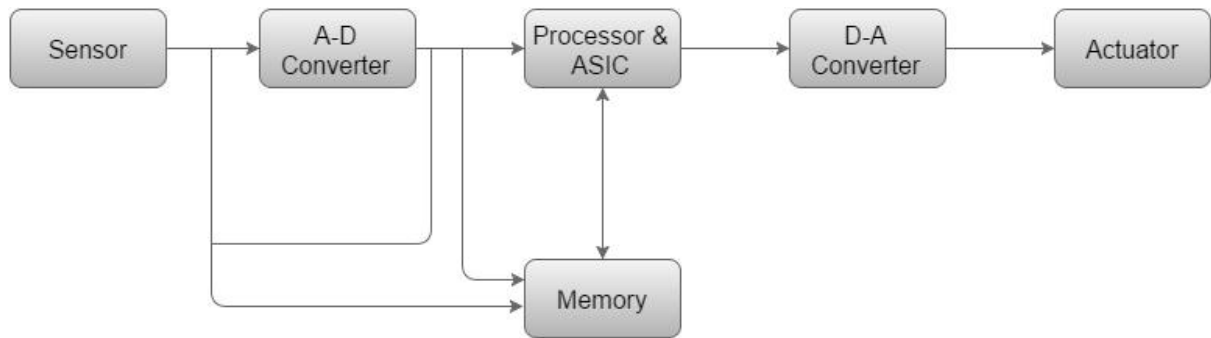 Sensor
A-D
Converter
Processor &
ASIC
D-A
Converter
Actuator
Memory